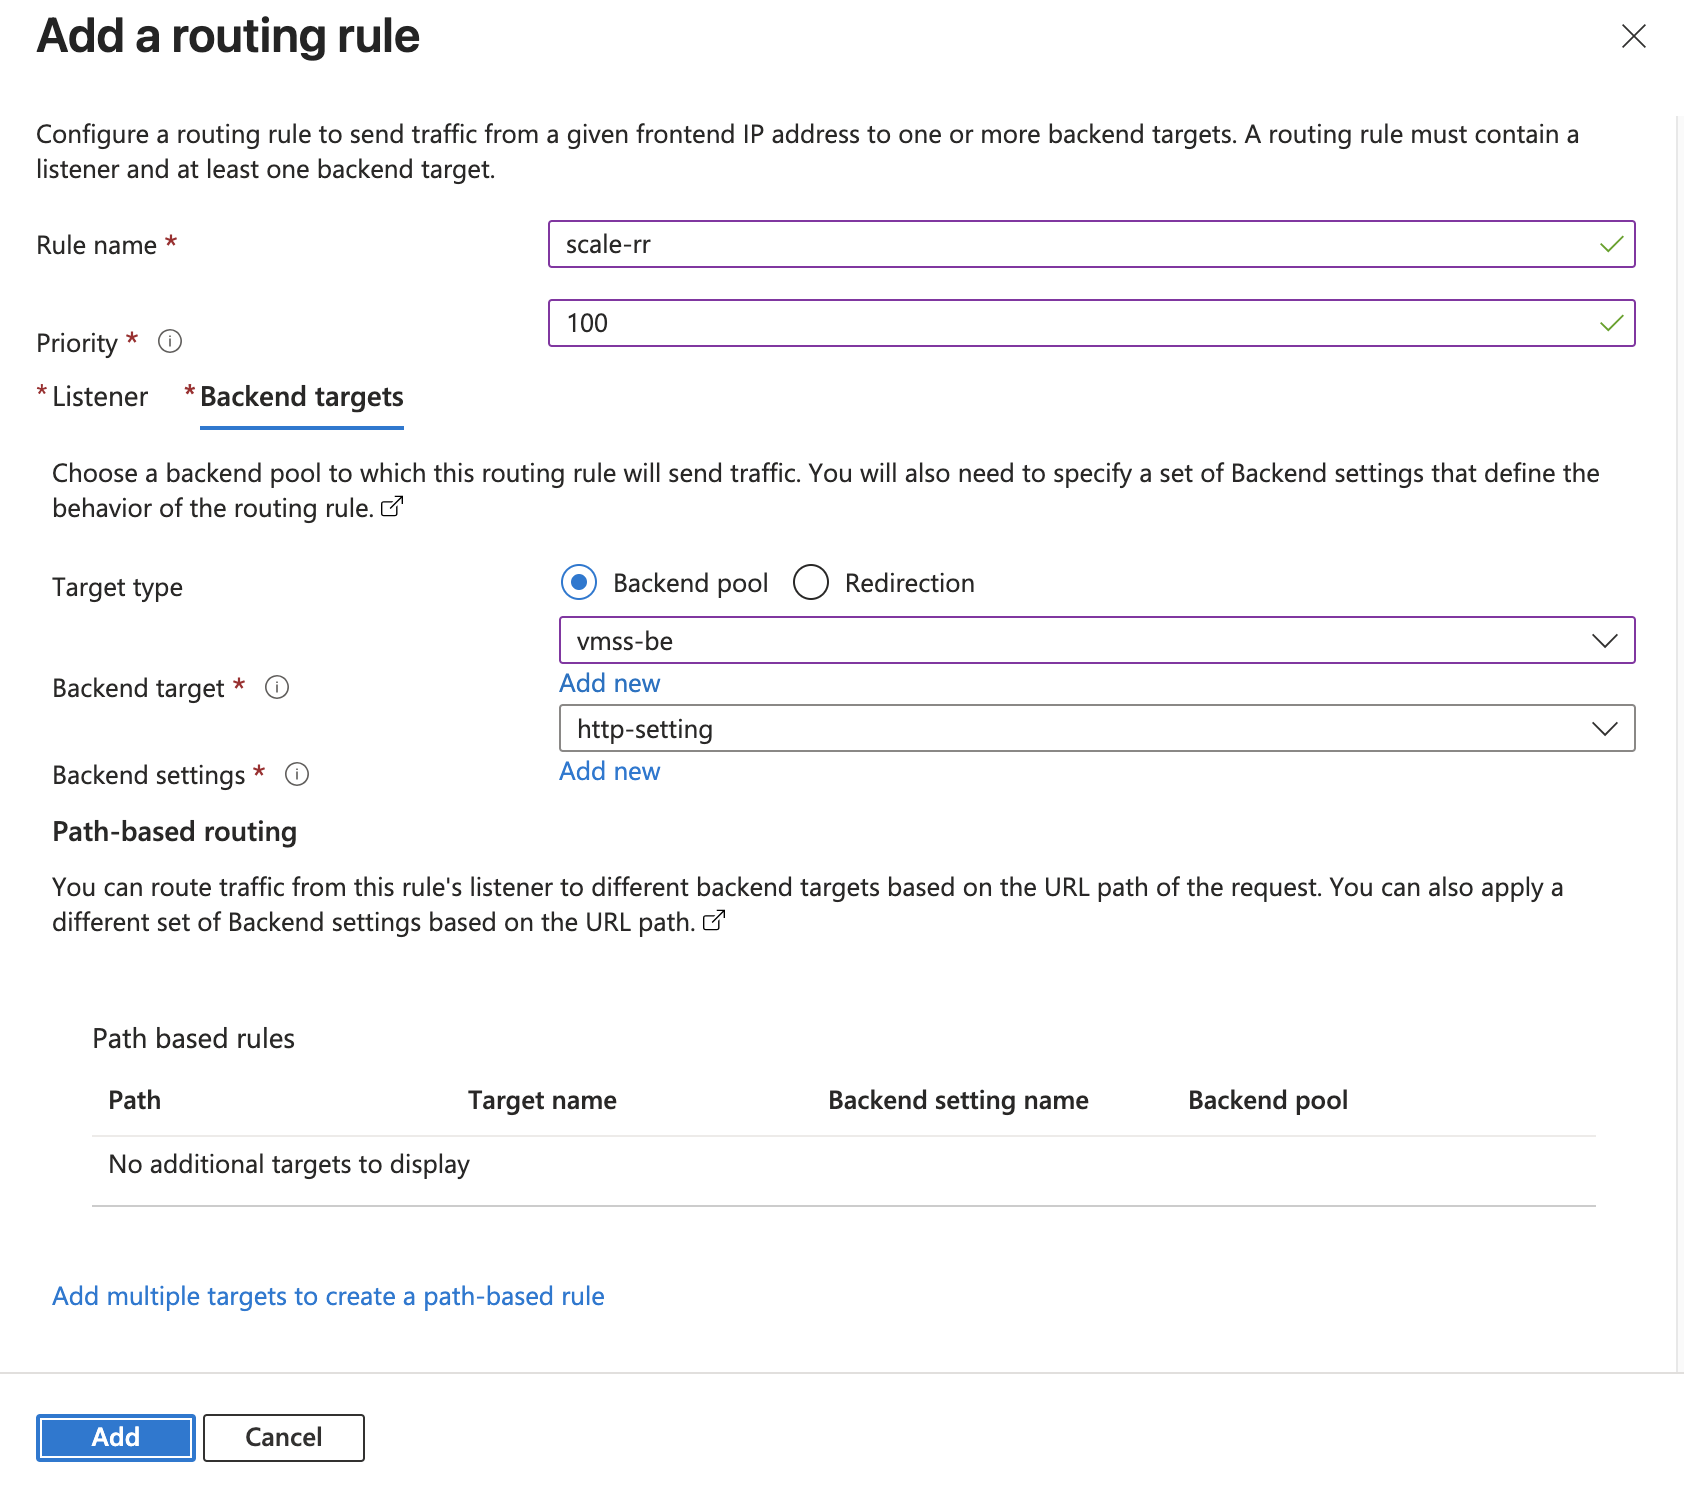 Add a routing rule
Configure a routing rule to send traffic from a given frontend IP address to one or more backend targets. A routing rule must contain a
listener and at least one backend target.
Rule name *
scale-rr
Priority *
100
* Listener
* Backend targets
Choose a backend pool to which this routing rule will send traffic. You will also need to specify a set of Backend settings that define the
behavior of the routing rule.
Target type
Backend pool
Redirection
Backend target *
vmss-be
Add new
Backend settings *
http-setting
Add new
Path-based routing
You can route traffic from this rule's listener to different backend targets based on the URL path of the request. You can also apply a
different set of Backend settings based on the URL path.
Path based rules
Path
Target name
Backend setting name
Backend pool
No additional targets to display
Add multiple targets to create a path-based rule
Add
Cancel